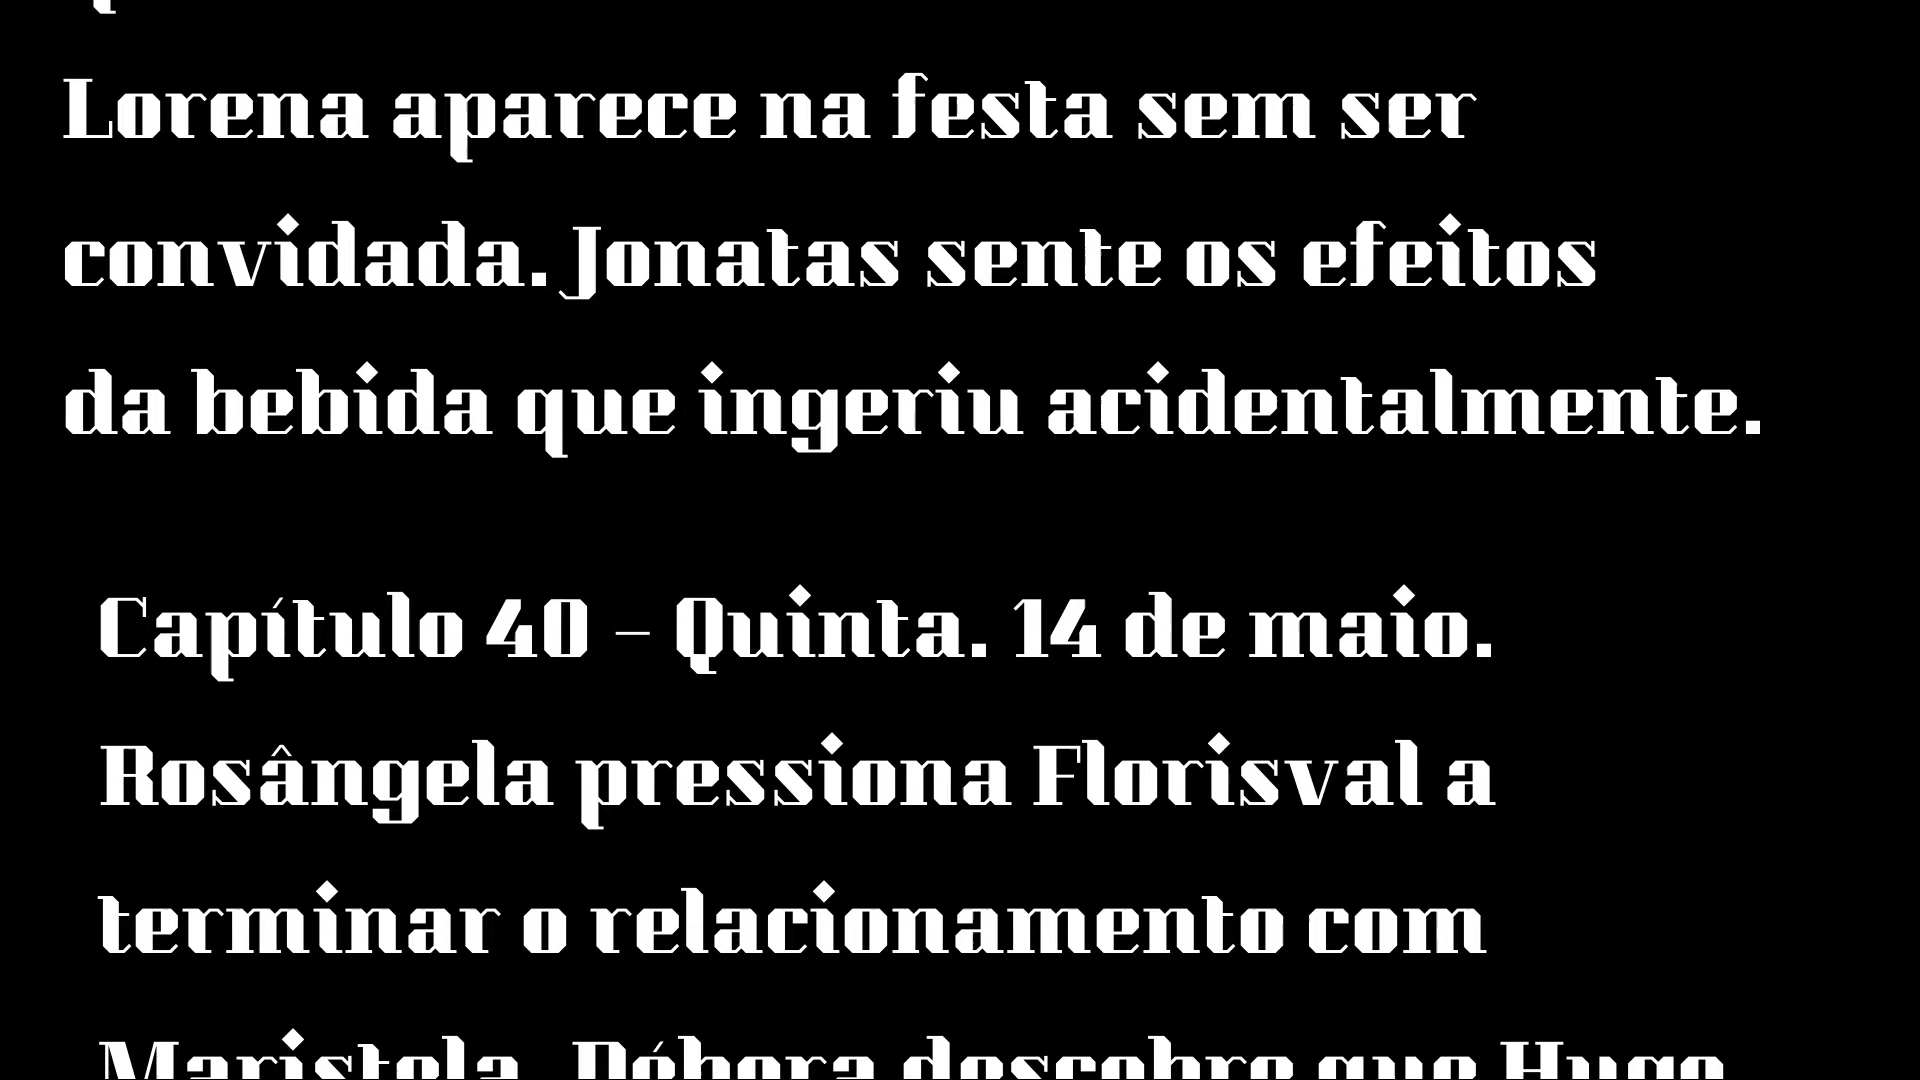 Lorena aparece na festa sem ser
convidada. Jonatas sente os efeitos
da bebida que ingeriu acidentalmente.
Capítulo 40 – Quinta. 14 de maio.
Rosângela pressiona Florisval a
terminar o relacionamento com
Maristela. Débora descobre que Hugo